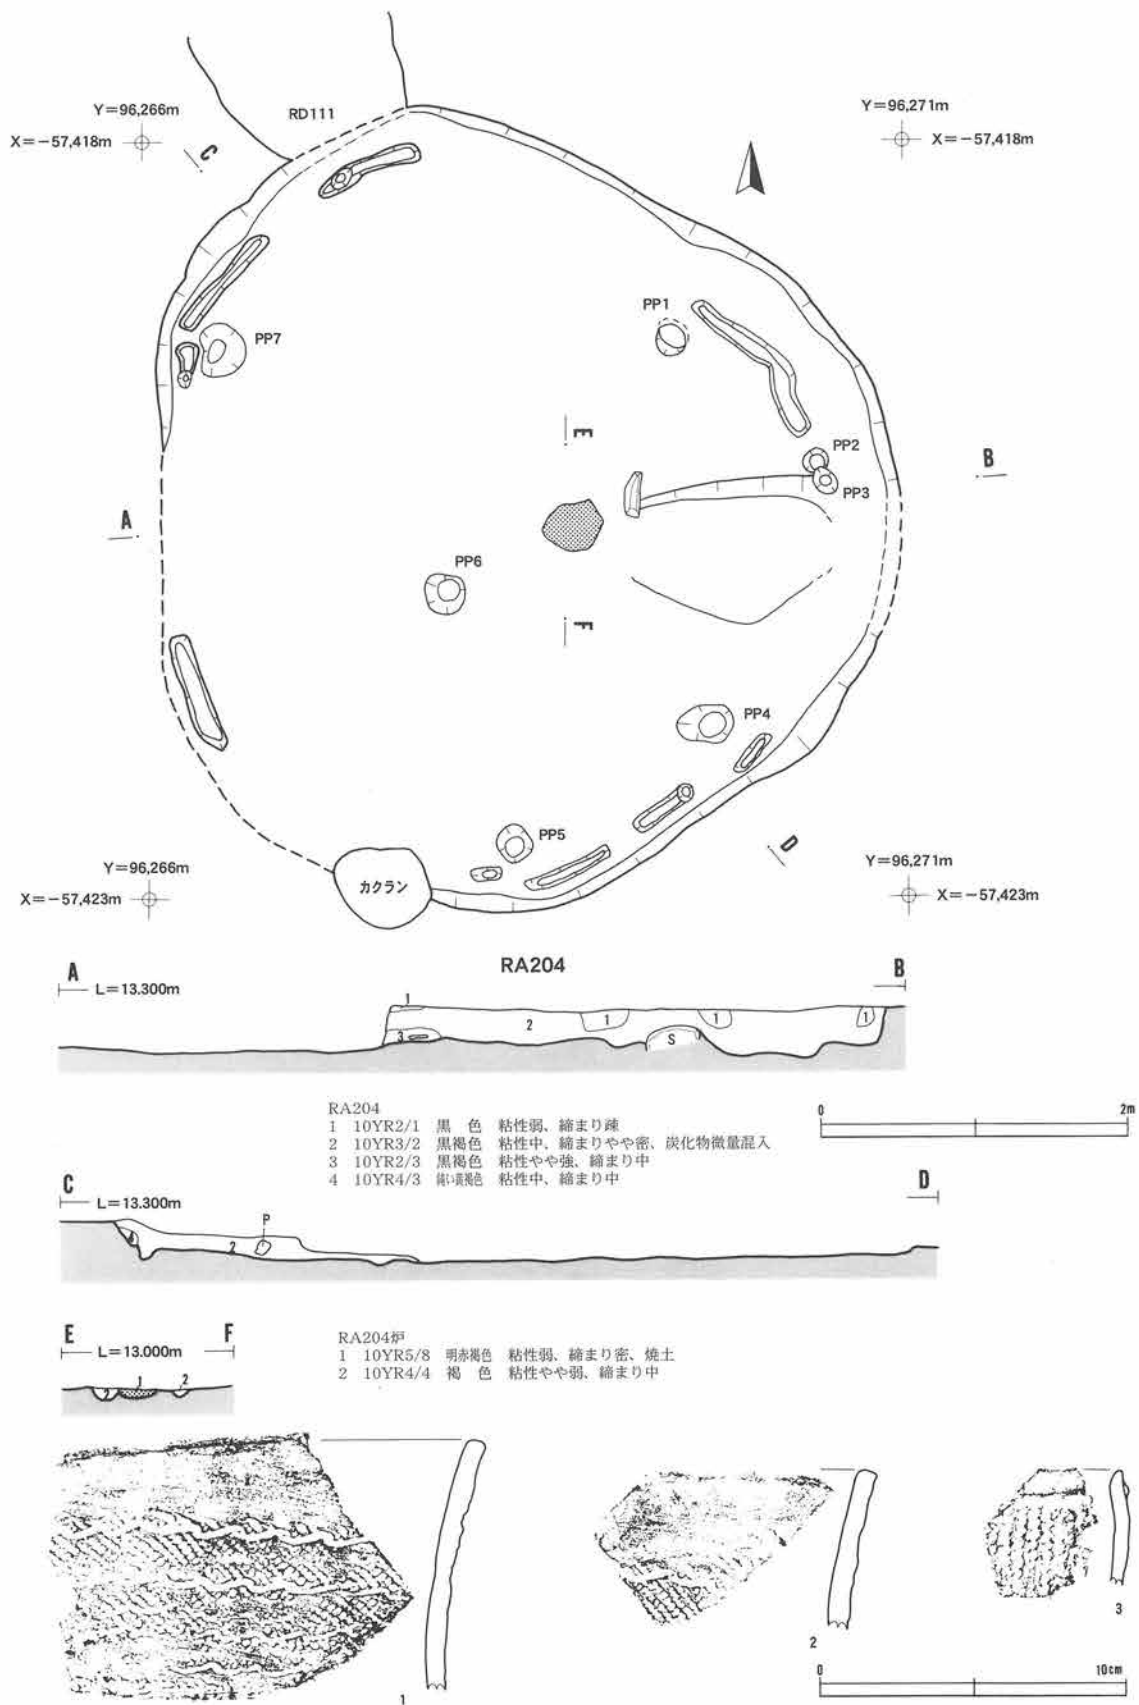 Y=96,266m
X=−57,418m
RD111
C
Y=96,271m
X=−57,418m
PP1
PP7
E
PP2
PP3
B
A
PP6
F
PP4
PP5
D
カクラン
Y=96,266m
X=−57,423m
Y=96,271m
X=−57,423m
RA204
A
L=13.300m
B
1
2
3
1
S
1
1
RA204
1 10YR2/1 黒 色 粘性弱、締まり疎
2 10YR3/2 黒褐色 粘性中、締まりやや密、炭化物微量混入
3 10YR2/3 黒褐色 粘性やや強、締まり中
4 10YR4/3 鈍い黄褐色 粘性中、締まり中
0 2m
C
L=13.300m
D
P
4
2
E
L=13.000m
F
2
1
2
RA204炉
1 10YR5/8 明赤褐色 粘性弱、締まり密、焼土
2 10YR4/4 褐 色 粘性やや弱、締まり中
1
2
3
0 10cm